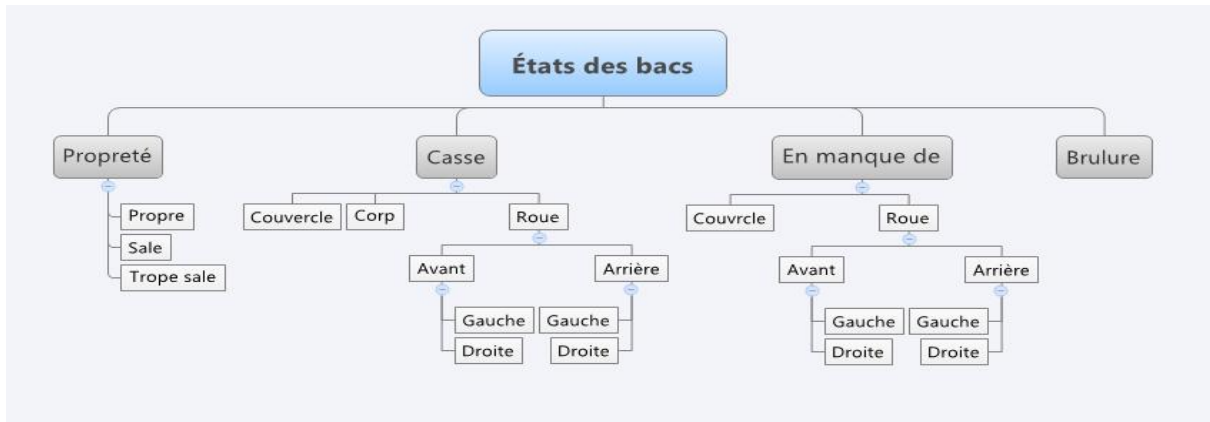 États des bacs
Propreté
Casse
En manque de
Brulure
Propre
Sale
Trope sale
Couvercle
Corp
Roue
Avant
Gauche
Droite
Arrière
Gauche
Droite
Couvrcle
Roue
Avant
Gauche
Droite
Arrière
Gauche
Droite